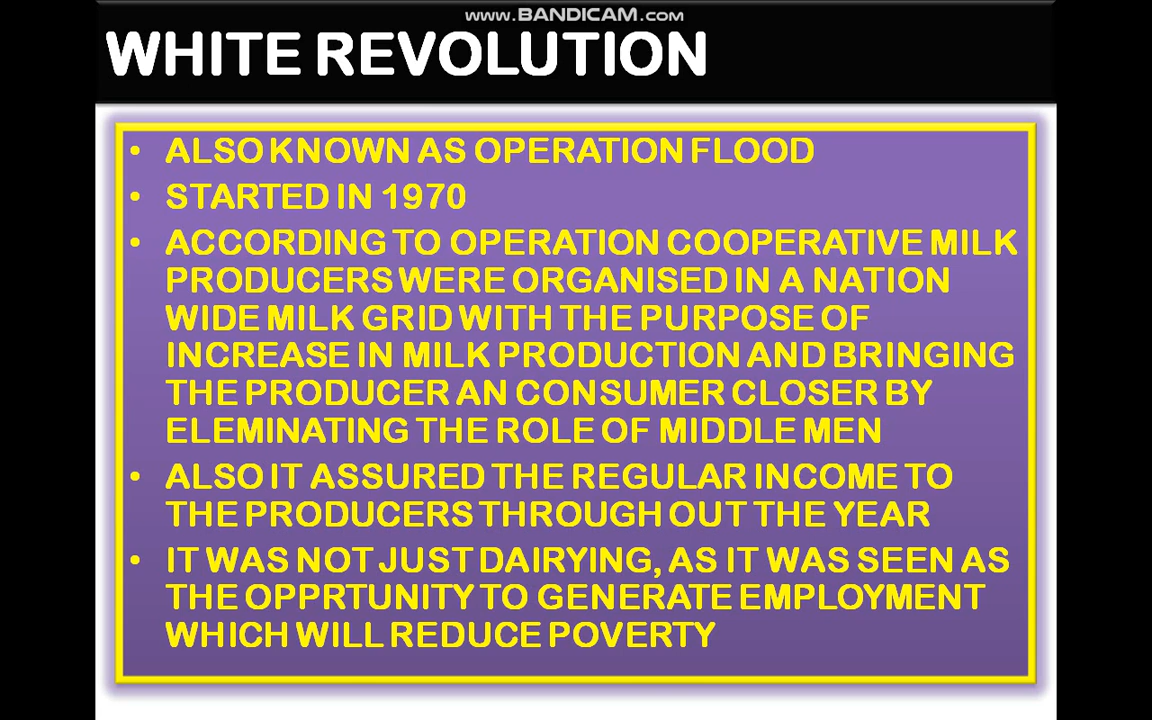 www.BANDICAM.com
WHITE REVOLUTION
• ALSO KNOWN AS OPERATION FLOOD
• STARTED IN 1970
• ACCORDING TO OPERATION COOPERATIVE MILK
PRODUCERS WERE ORGANISED IN A NATION
WIDE MILK GRID WITH THE PURPOSE OF
INCREASE IN MILK PRODUCTION AND BRINGING
THE PRODUCER AN CONSUMER CLOSER BY
ELEMINATING THE ROLE OF MIDDLE MEN
• ALSO IT ASSURED THE REGULAR INCOME TO
THE PRODUCERS THROUGH OUT THE YEAR
• IT WAS NOT JUST DAIRYING, AS IT WAS SEEN AS
THE OPPRTUNITY TO GENERATE EMPLOYMENT
WHICH WILL REDUCE POVERTY